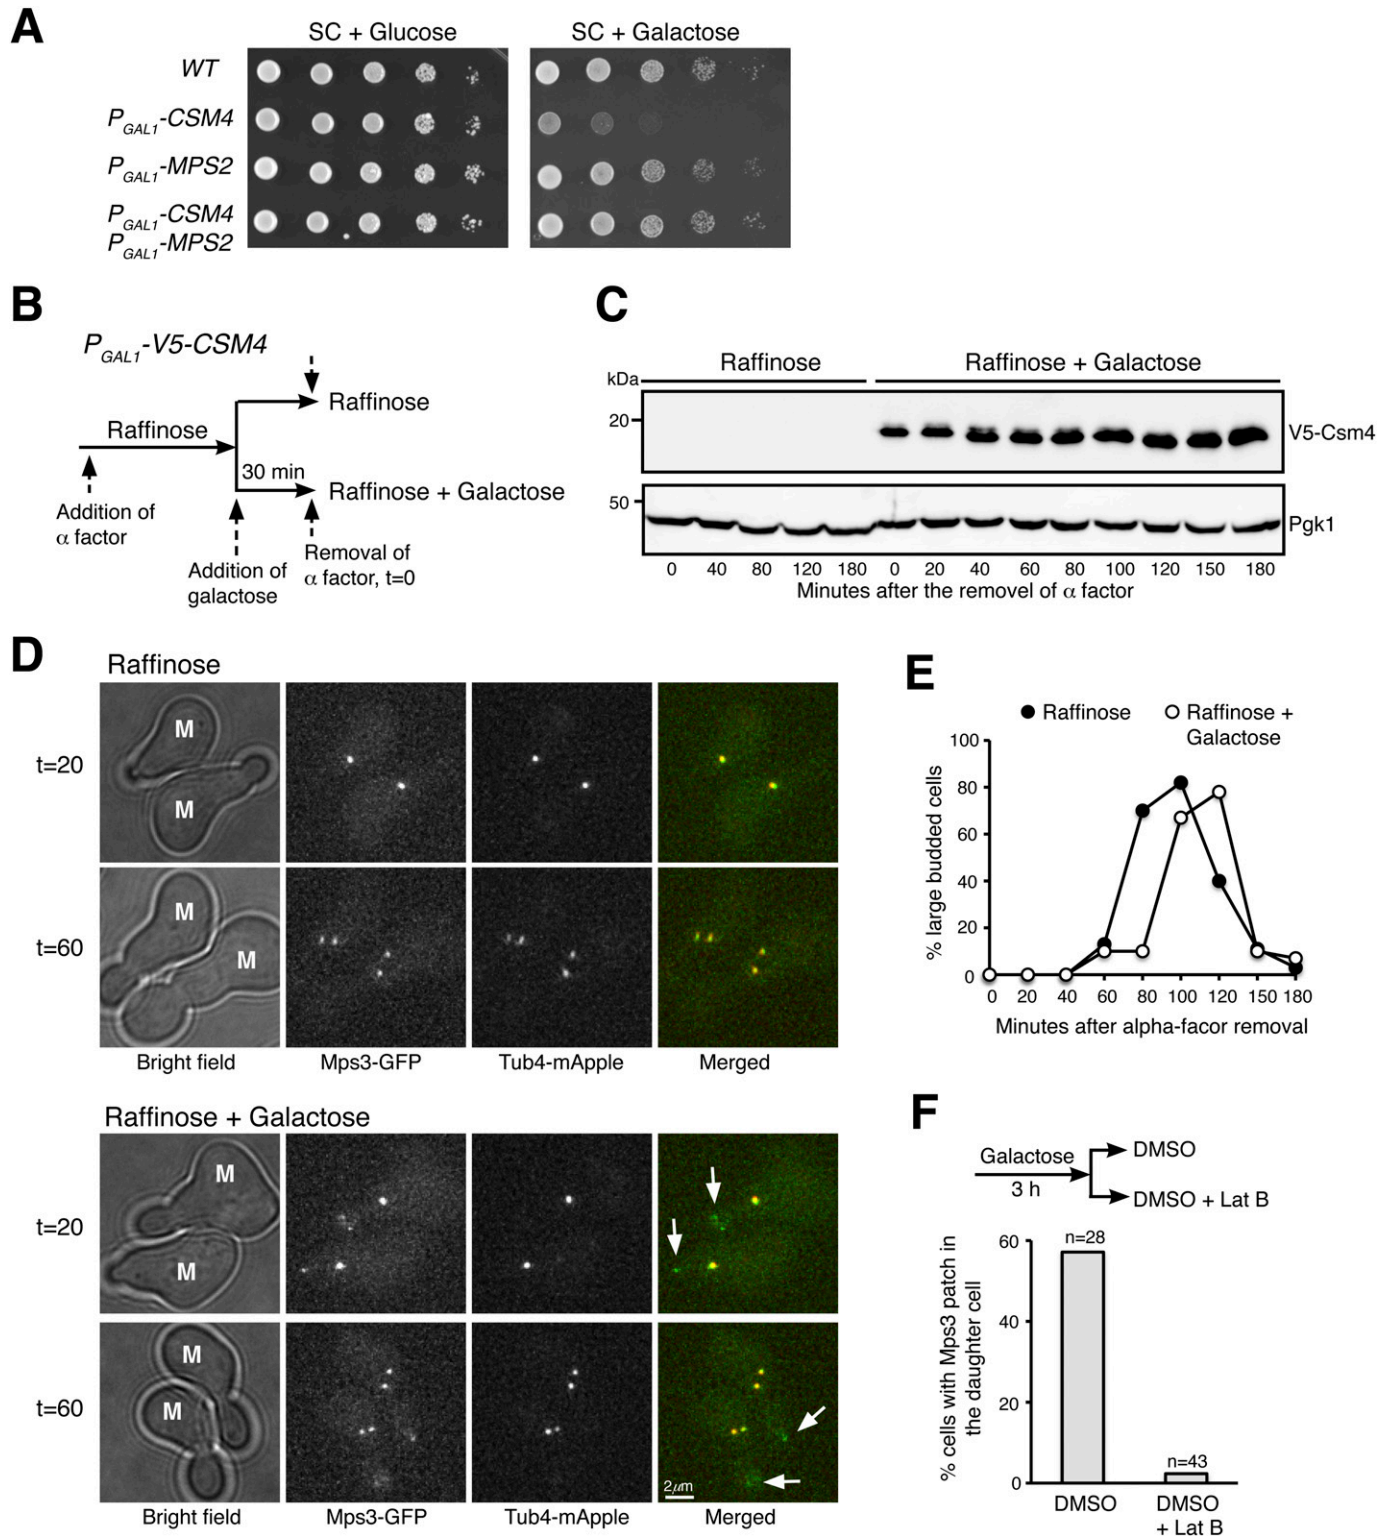 A
SC + Glucose
SC + Galactose
WT
PGAL1-CSM4
PGAL1-MPS2
PGAL1-CSM4
PGAL1-MPS2
B
PGAL1-V5-CSM4
Raffinose
Raffinose
30 min
Raffinose + Galactose
Addition of
α factor
Addition of
galactose
Removal of
α factor, t=0
C
Raffinose
Raffinose + Galactose
kDa
20
V5-Csm4
50
Pgk1
0 40 80 120 180 0 20 40 60 80 100 120 150 180
Minutes after the removel of α factor
D
Raffinose
t=20
M
M
t=60
M
M
Bright field
Mps3-GFP
Tub4-mApple
Merged
Raffinose + Galactose
t=20
M
M
t=60
M
M
2μm
Bright field
Mps3-GFP
Tub4-mApple
Merged
E
Raffinose
Raffinose +
Galactose
% large budded cells
100
80
60
40
20
0
0 20 40 60 80 100 120 150 180
Minutes after alpha-facor removal
F
Galactose
3 h
DMSO
DMSO + Lat B
% cells with Mps3 patch in
the daughter cell
60
40
20
0
n=28
n=43
DMSO
DMSO
+ Lat B